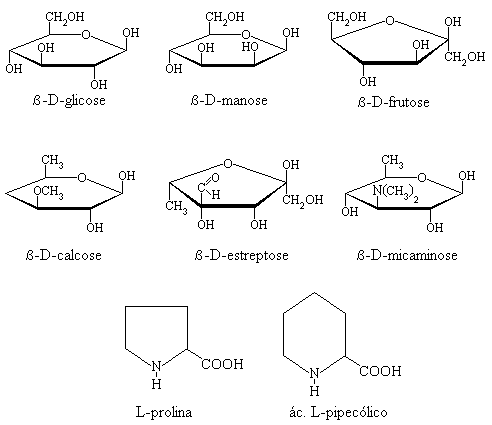 CH₂OH
O
OH
OH
OH
OH
ß-D-glicose
CH₂OH
O
OH
OH
HO
OH
ß-D-manose
CH₂OH
O
OH
HO
OH
CH₂OH
ß-D-frutose
CH₃
O
OH
OCH₃
OH
ß-D-calcose
O
C
O
H
CH₃
OH
OH
OH
CH₂OH
ß-D-estreptose
CH₃
O
OH
N(CH₃)₂
OH
OH
ß-D-micaminose
N
H
COOH
L-prolina
N
H
COOH
ác. L-pipecólico